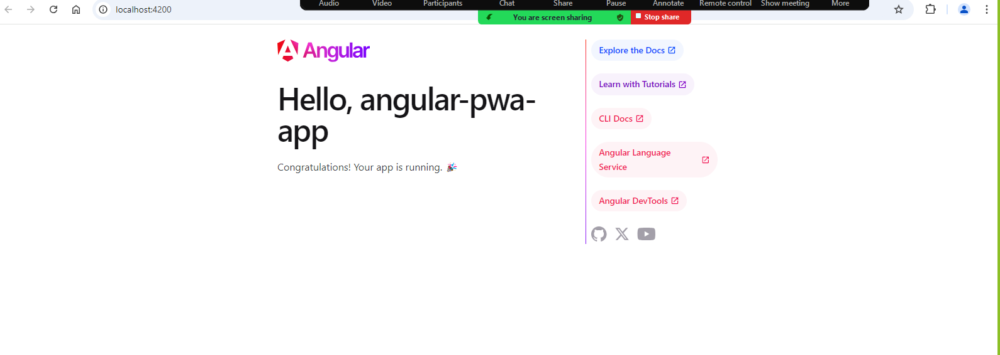 Audio Video Participants Chat Share Pause Annotate Remote control Show meeting More
localhost:4200
You are screen sharing Stop share
Angular
Hello, angular-pwa-
app
Congratulations! Your app is running. 🎉
Explore the Docs
Learn with Tutorials
CLI Docs
Angular Language
Service
Angular DevTools